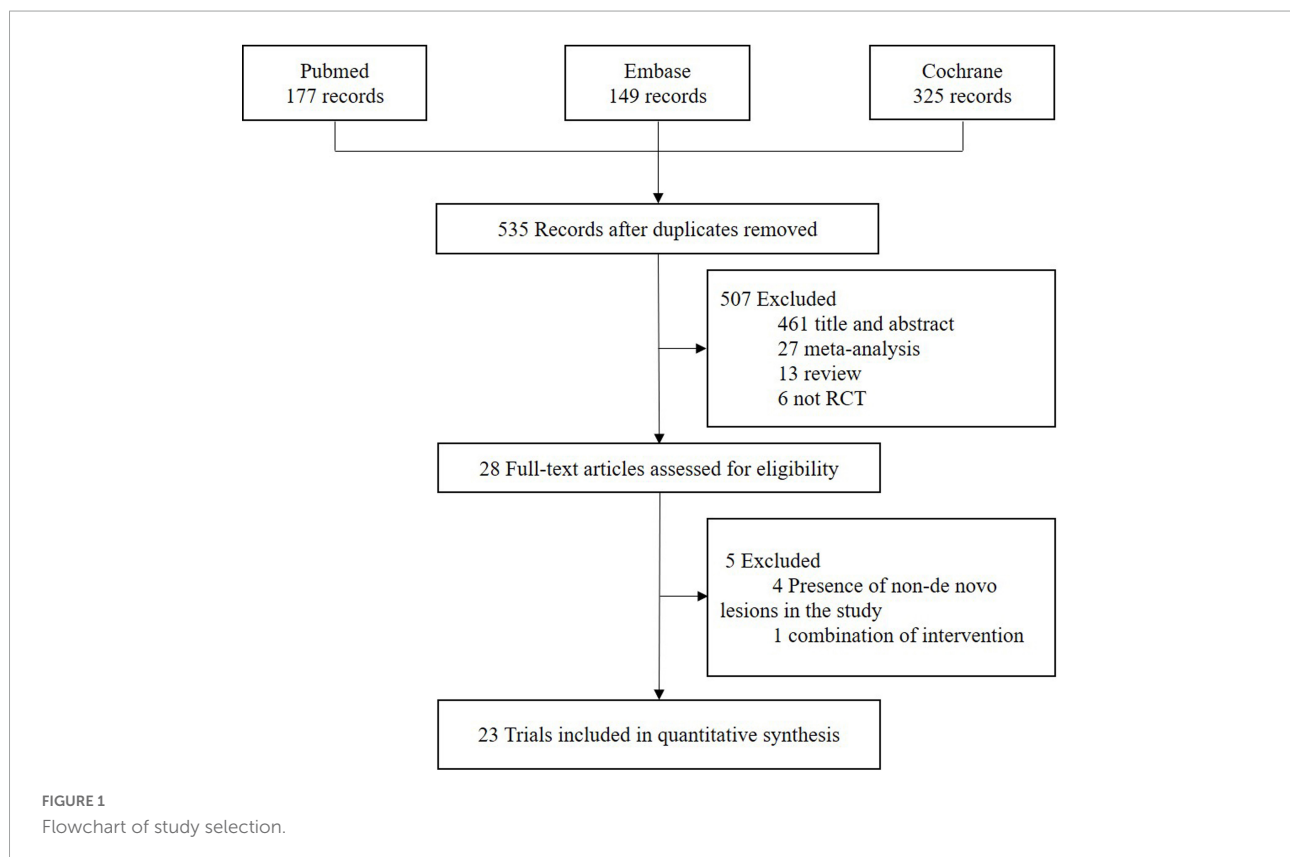 Pubmed
177 records
Embase
149 records
Cochrane
325 records
535 Records after duplicates removed
507 Excluded
461 title and abstract
27 meta-analysis
13 review
6 not RCT
28 Full-text articles assessed for eligibility
5 Excluded
4 Presence of non-de novo
lesions in the study
1 combination of intervention
23 Trials included in quantitative synthesis
FIGURE 1
Flowchart of study selection.